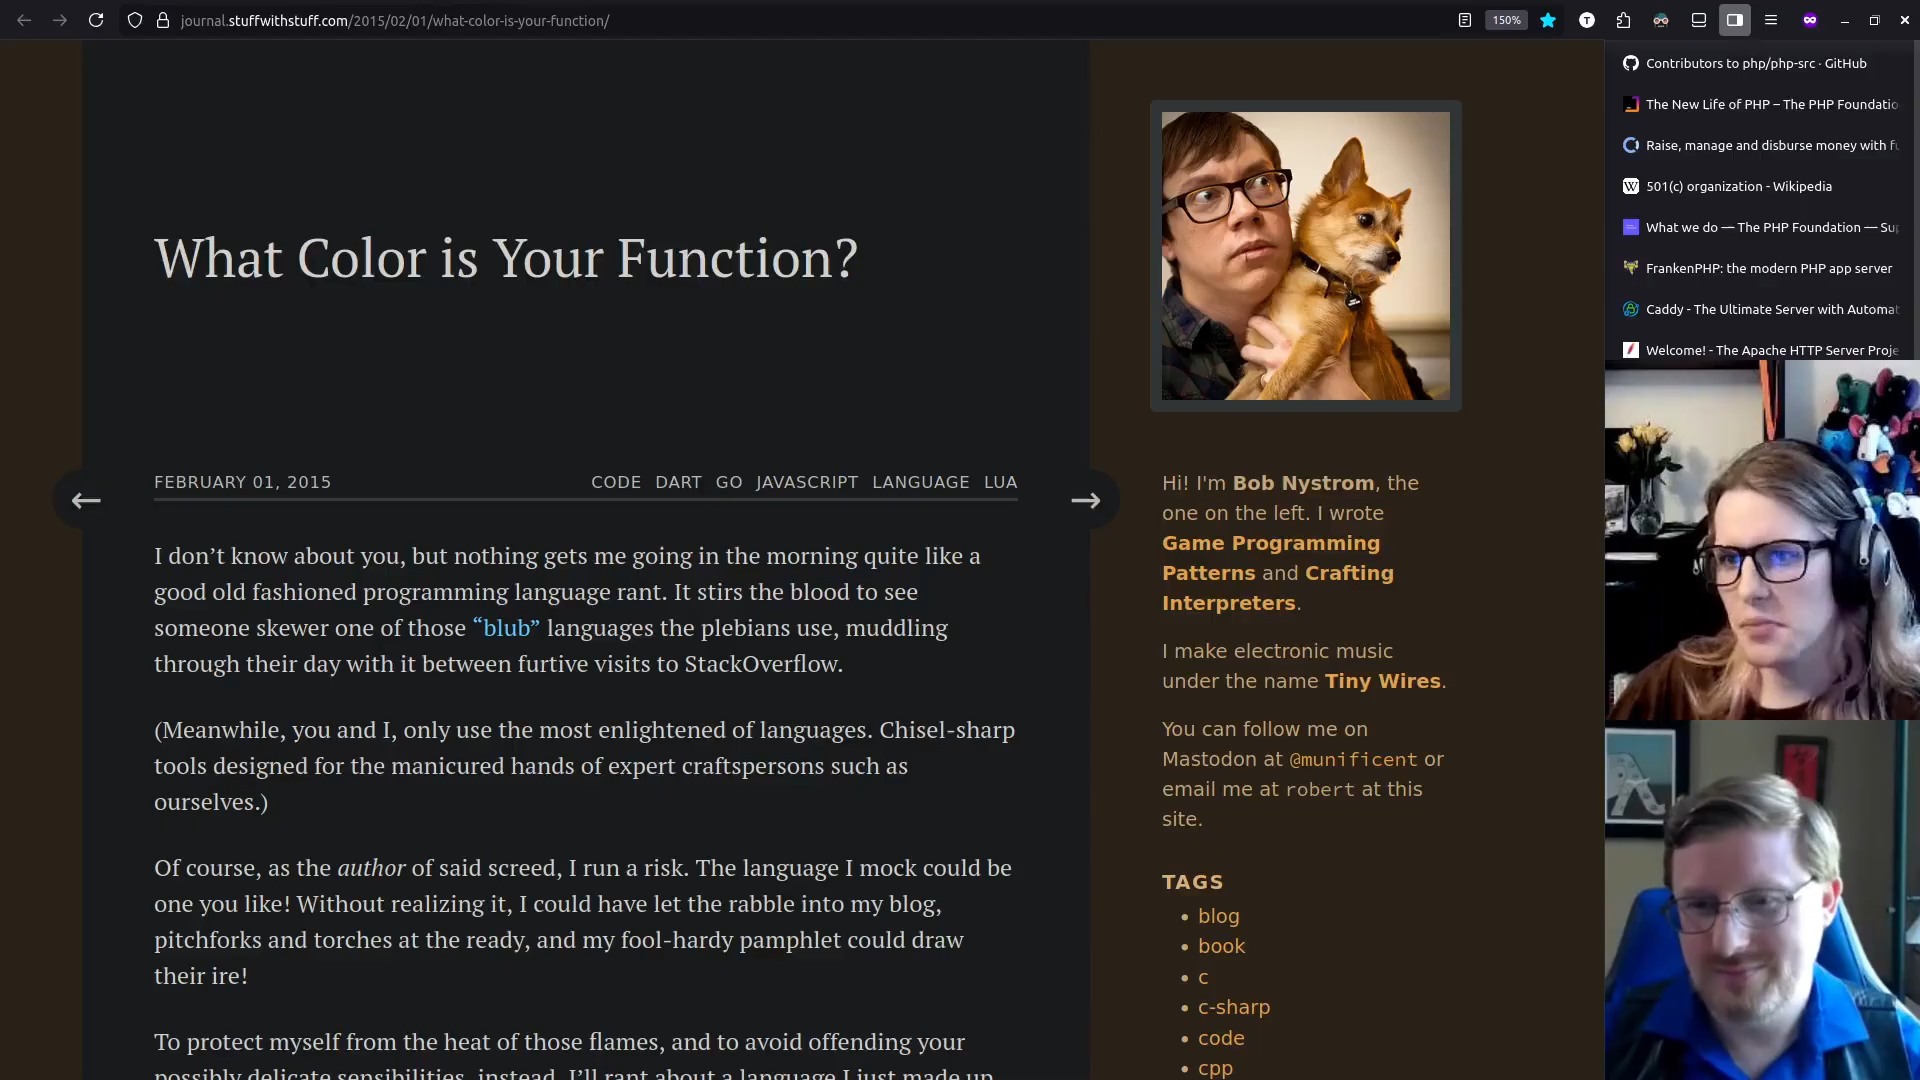 journal.stuffwithstuff.com/2015/02/01/what-color-is-your-function/
150%
What Color is Your Function?
FEBRUARY 01, 2015
CODE DART GO JAVASCRIPT LANGUAGE LUA
I don’t know about you, but nothing gets me going in the morning quite like a
good old fashioned programming language rant. It stirs the blood to see
someone skewer one of those “blub” languages the plebians use, muddling
through their day with it between furtive visits to StackOverflow.
(Meanwhile, you and I, only use the most enlightened of languages. Chisel-sharp
tools designed for the manicured hands of expert craftspersons such as
ourselves.)
Of course, as the author of said screed, I run a risk. The language I mock could be
one you like! Without realizing it, I could have let the rabble into my blog,
pitchforks and torches at the ready, and my fool-hardy pamphlet could draw
their ire!
To protect myself from the heat of those flames, and to avoid offending your
possibly delicate sensibilities, instead, I’ll rant about a language I just made up.
Hi! I'm Bob Nystrom, the
one on the left. I wrote
Game Programming
Patterns and Crafting
Interpreters.
I make electronic music
under the name Tiny Wires.
You can follow me on
Mastodon at @munificent or
email me at robert at this
site.
TAGS
• blog
• book
• c
• c-sharp
• code
• cpp
Contributors to php/php-src · GitHub
The New Life of PHP – The PHP Foundatio
Raise, manage and disburse money with fu
501(c) organization - Wikipedia
What we do — The PHP Foundation — Sup
FrankenPHP: the modern PHP app server
Caddy - The Ultimate Server with Automat
Welcome! - The Apache HTTP Server Proje